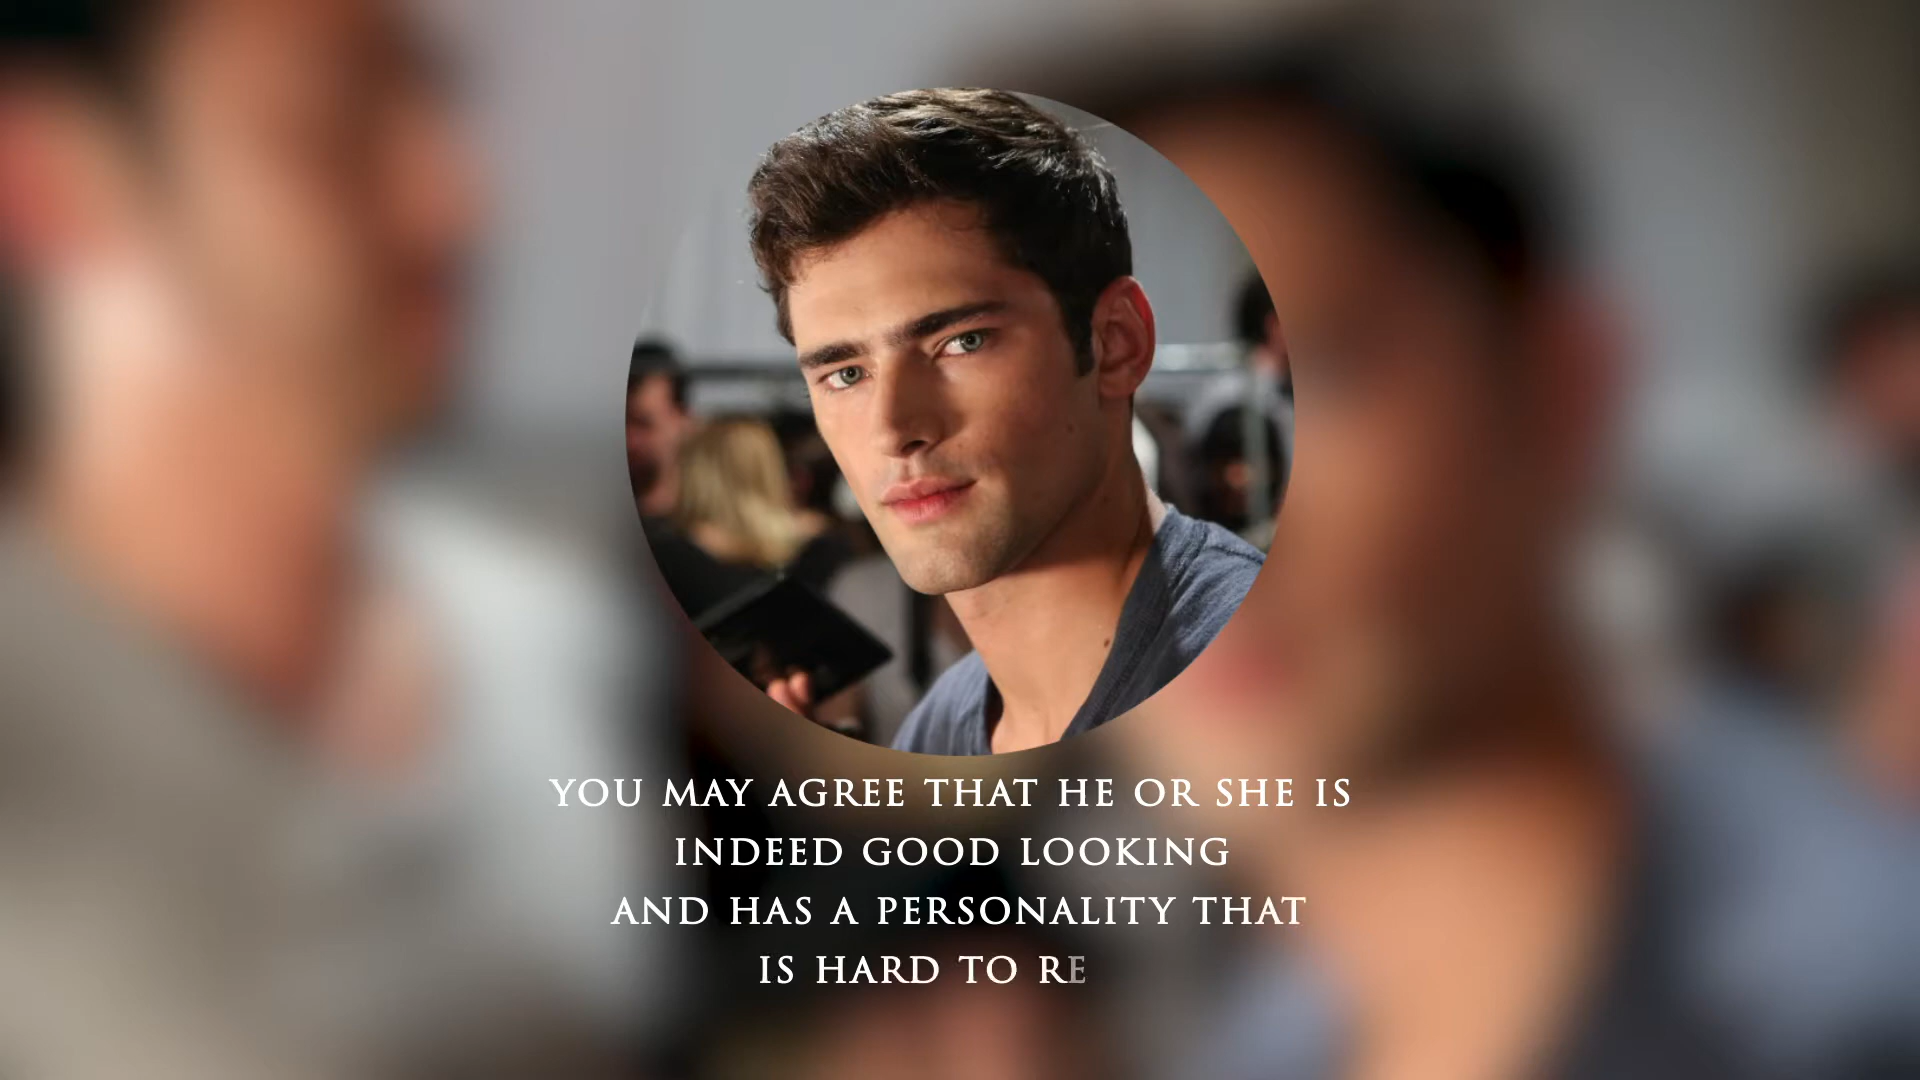 YOU MAY AGREE THAT HE OR SHE IS
INDEED GOOD LOOKING
AND HAS A PERSONALITY THAT
IS HARD TO RE